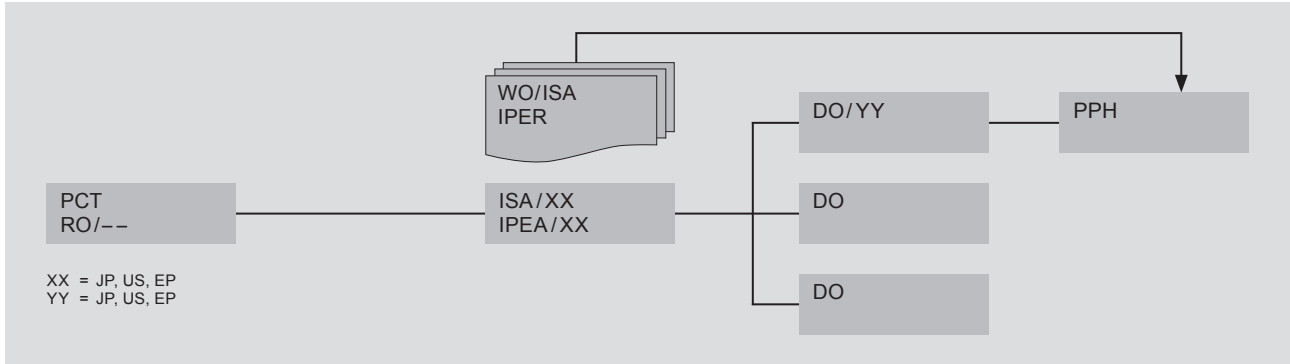 WO/ISA
IPER
DO/YY
PPH
PCT
RO/--
ISA/XX
IPEA/XX
DO
XX = JP, US, EP
YY = JP, US, EP
DO